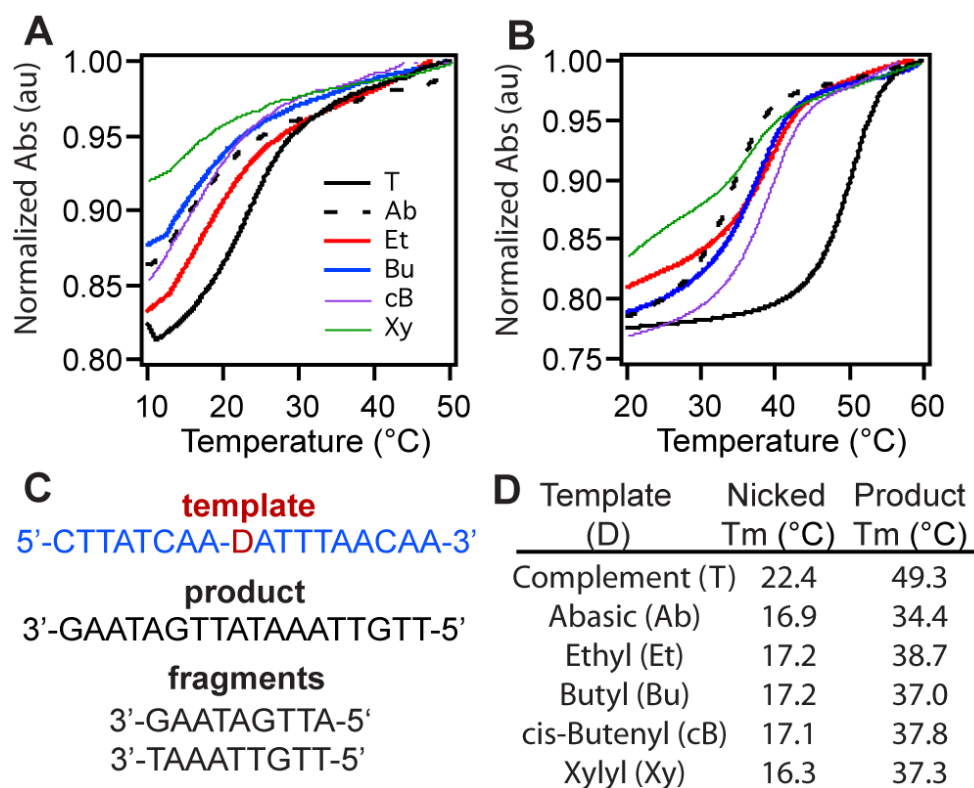 A
B
Normalized Abs (au)
1.00
0.95
0.90
0.85
0.80
T
Ab
Et
Bu
cB
Xy
10 20 30 40 50
Temperature (°C)
Normalized Abs (au)
1.00
0.95
0.90
0.85
0.80
0.75
20 30 40 50 60
Temperature (°C)
C
template
5’-CTTATCAA-DATTTAACAA-3’
product
3’-GAATAGTTATAAATTGTT-5’
fragments
3’-GAATAGTTA-5‘
3’-TAAATTGTT-5’
D
Template Nicked Product
(D) Tm (°C) Tm (°C)
Complement (T) 22.4 49.3
Abasic (Ab) 16.9 34.4
Ethyl (Et) 17.2 38.7
Butyl (Bu) 17.2 37.0
cis-Butenyl (cB) 17.1 37.8
Xylyl (Xy) 16.3 37.3